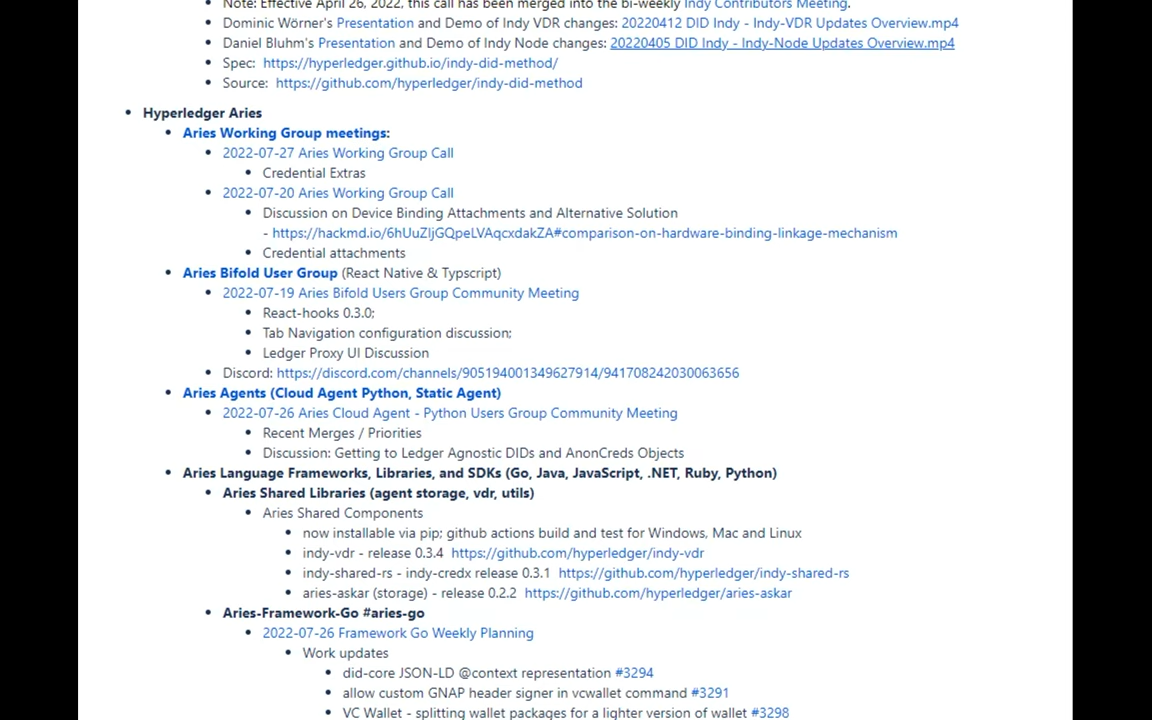 Note: Effective April 26, 2022, this call has been merged into the bi-weekly Indy Contributors Meeting.
Dominic Wörner's Presentation and Demo of Indy VDR changes: 20220412 DID Indy - Indy-VDR Updates Overview.mp4
Daniel Bluhm's Presentation and Demo of Indy Node changes: 20220405 DID Indy - Indy-Node Updates Overview.mp4
Spec: https://hyperledger.github.io/indy-did-method/
Source: https://github.com/hyperledger/indy-did-method
Hyperledger Aries
Aries Working Group meetings:
2022-07-27 Aries Working Group Call
Credential Extras
2022-07-20 Aries Working Group Call
Discussion on Device Binding Attachments and Alternative Solution
- https://hackmd.io/6hUuZIjGQpeLVAqcxdakZA#comparison-on-hardware-binding-linkage-mechanism
Credential attachments
Aries Bifold User Group (React Native & Typscript)
2022-07-19 Aries Bifold Users Group Community Meeting
React-hooks 0.3.0;
Tab Navigation configuration discussion;
Ledger Proxy UI Discussion
Discord: https://discord.com/channels/905194001349627914/941708242030063656
Aries Agents (Cloud Agent Python, Static Agent)
2022-07-26 Aries Cloud Agent - Python Users Group Community Meeting
Recent Merges / Priorities
Discussion: Getting to Ledger Agnostic DIDs and AnonCreds Objects
Aries Language Frameworks, Libraries, and SDKs (Go, Java, JavaScript, .NET, Ruby, Python)
Aries Shared Libraries (agent storage, vdr, utils)
Aries Shared Components
now installable via pip; github actions build and test for Windows, Mac and Linux
indy-vdr - release 0.3.4 https://github.com/hyperledger/indy-vdr
indy-shared-rs - indy-credx release 0.3.1 https://github.com/hyperledger/indy-shared-rs
aries-askar (storage) - release 0.2.2 https://github.com/hyperledger/aries-askar
Aries-Framework-Go #aries-go
2022-07-26 Framework Go Weekly Planning
Work updates
did-core JSON-LD @context representation #3294
allow custom GNAP header signer in vcwallet command #3291
VC Wallet - splitting wallet packages for a lighter version of wallet #3298